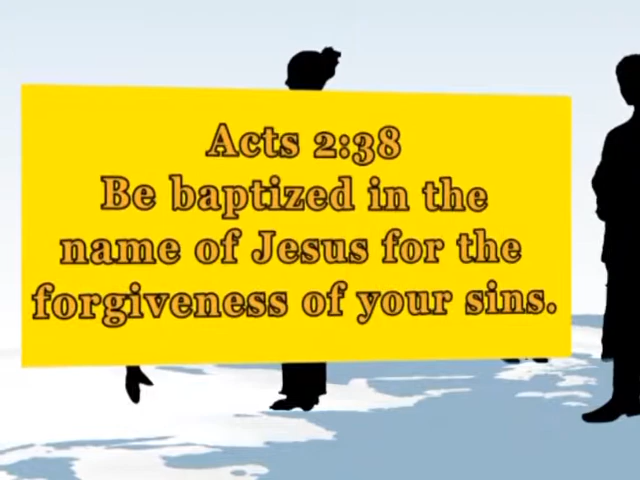 Acts 2:38
Be baptized in the
name of Jesus for the
forgiveness of your sins.